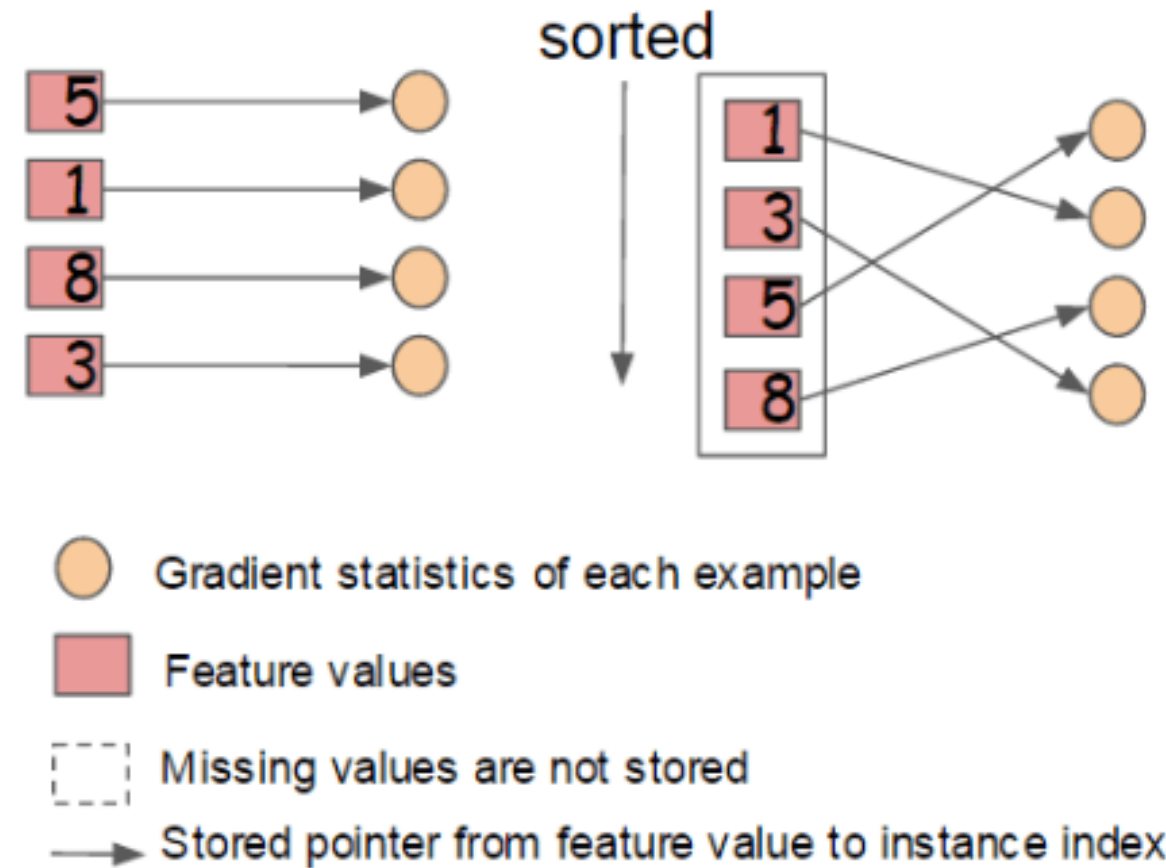 sorted
5
1
8
3
1
3
5
8
Gradient statistics of each example
Feature values
Missing values are not stored
Stored pointer from feature value to instance index